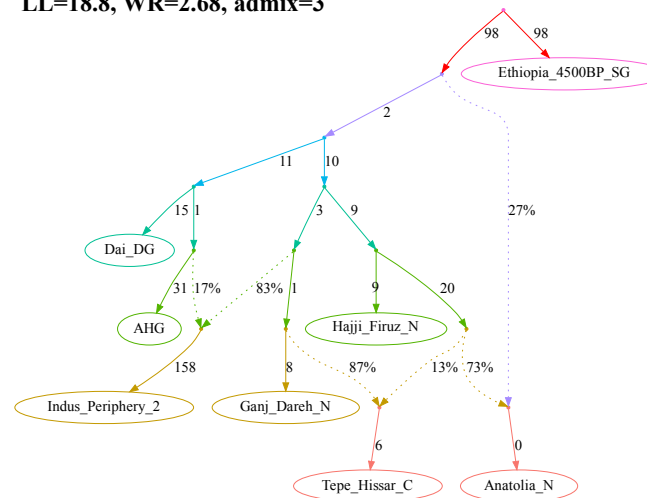 LL=18.8, WR=2.68, admix=3
98
98
Ethiopia_4500BP_SG
2
11
10
15
1
3
9
27%
Dai_DG
31
17%
83%
1
9
20
AHG
Hajji_Firuz_N
158
8
87%
13%
73%
Indus_Periphery_2
Ganj_Dareh_N
6
0
Tepe_Hissar_C
Anatolia_N